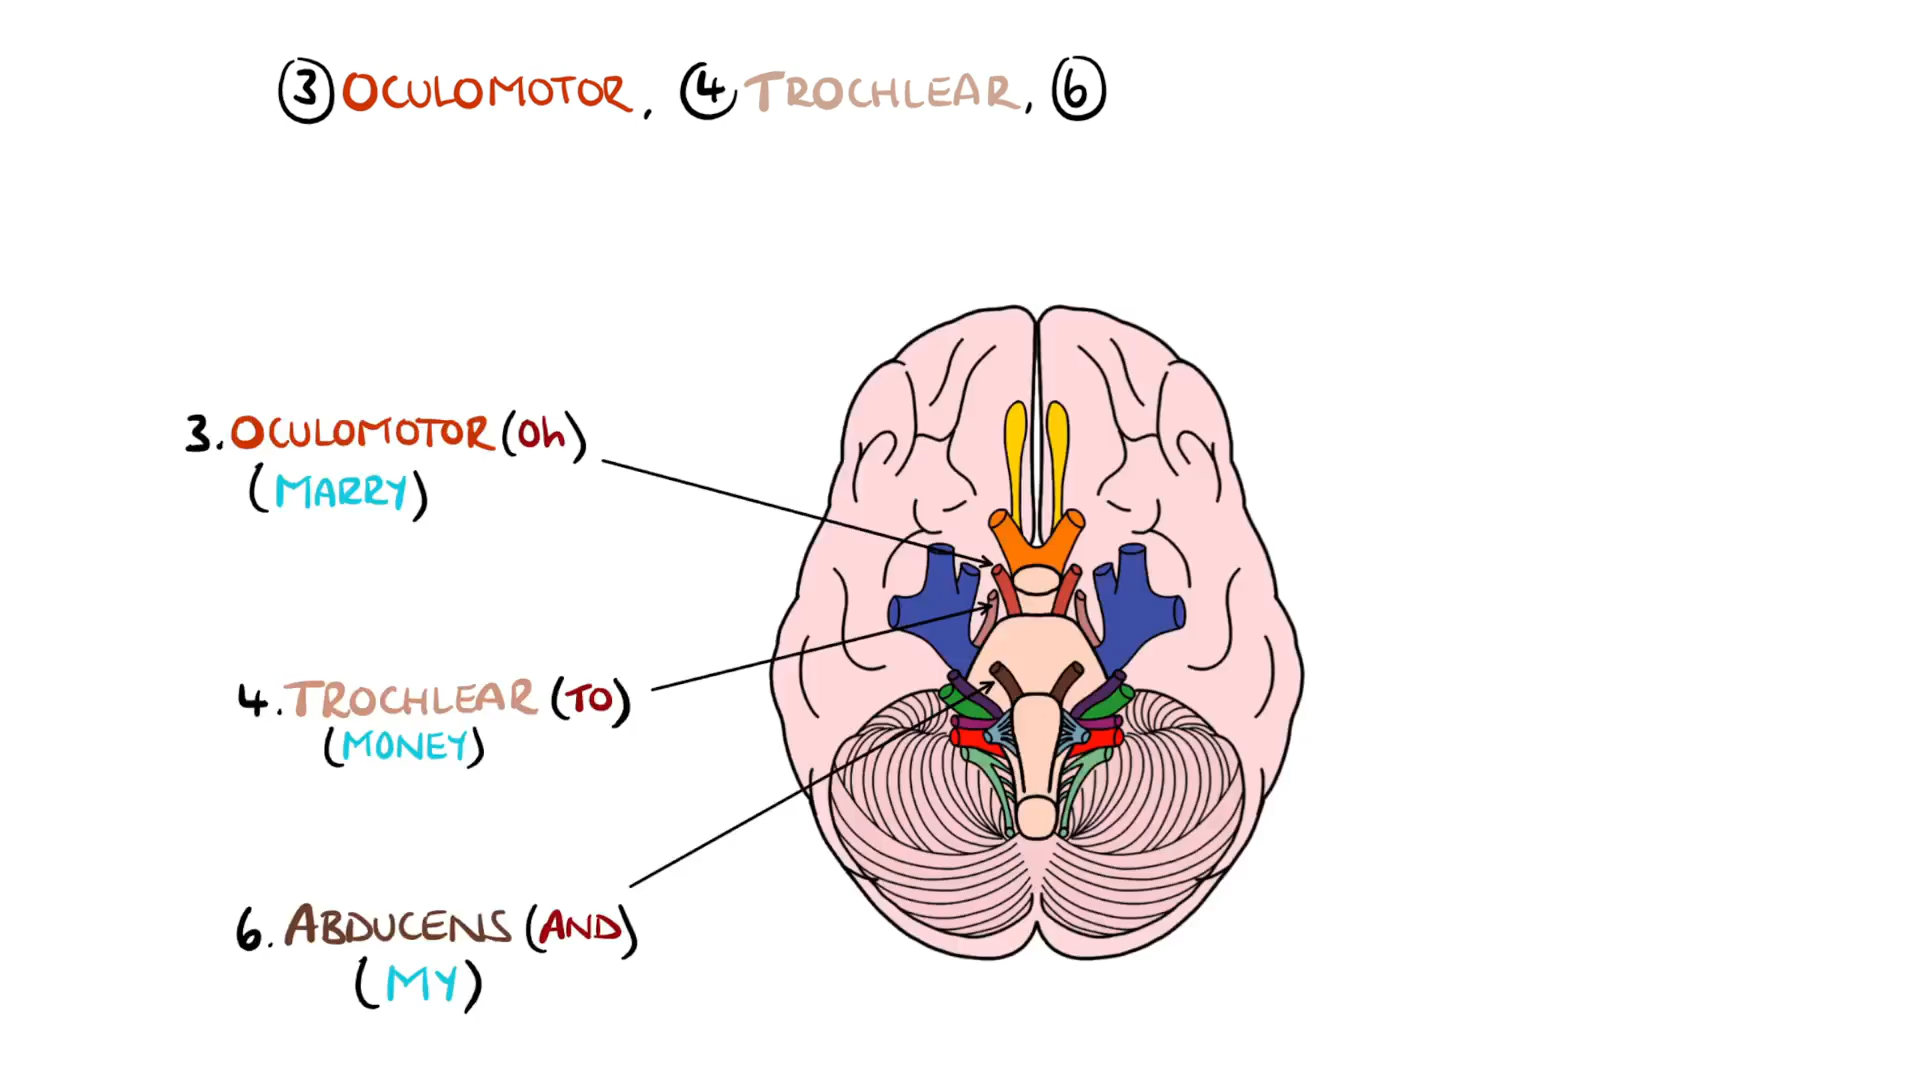 3 OCULOMOTOR, 4 TROCHLEAR, 6
3. OCULOMOTOR (Oh)
(MARRY)
4. TROCHLEAR (TO)
(MONEY)
6. ABDUCENS (AND)
(MY)